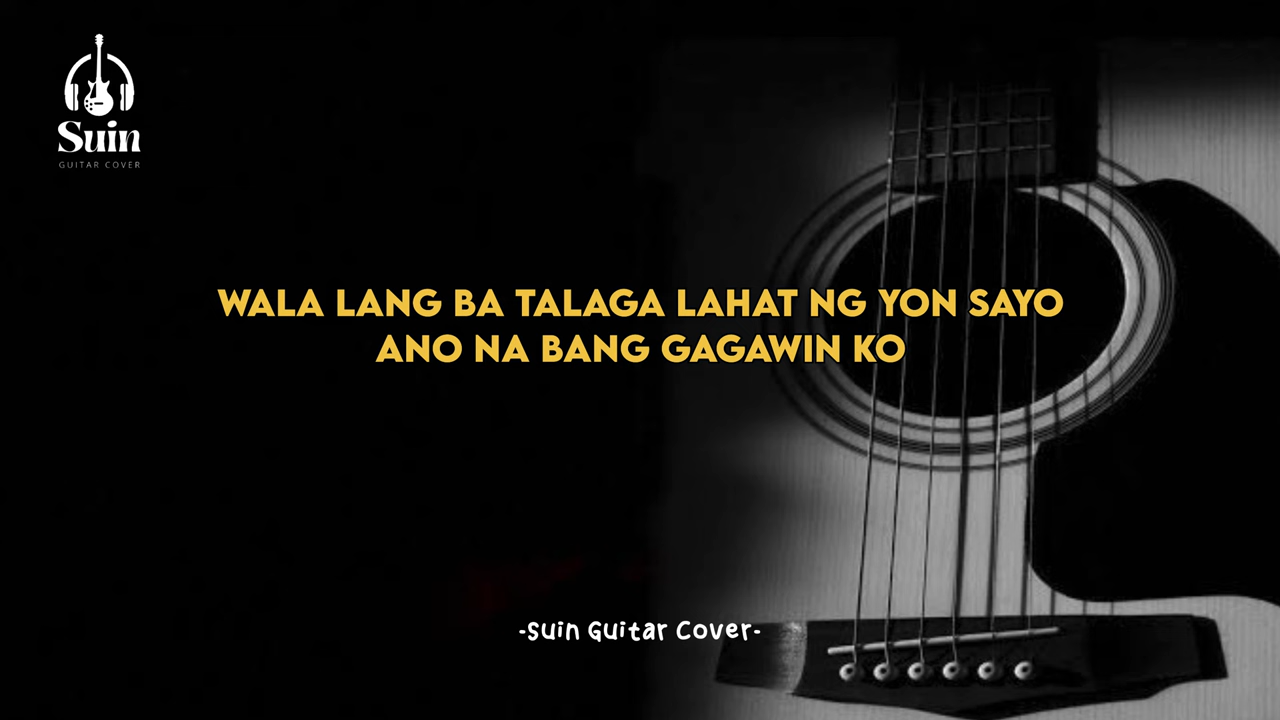 Suin
GUITAR COVER
WALA LANG BA TALAGA LAHAT NG YON SAYO
ANO NA BANG GAGAWIN KO
-Suin Guitar Cover-